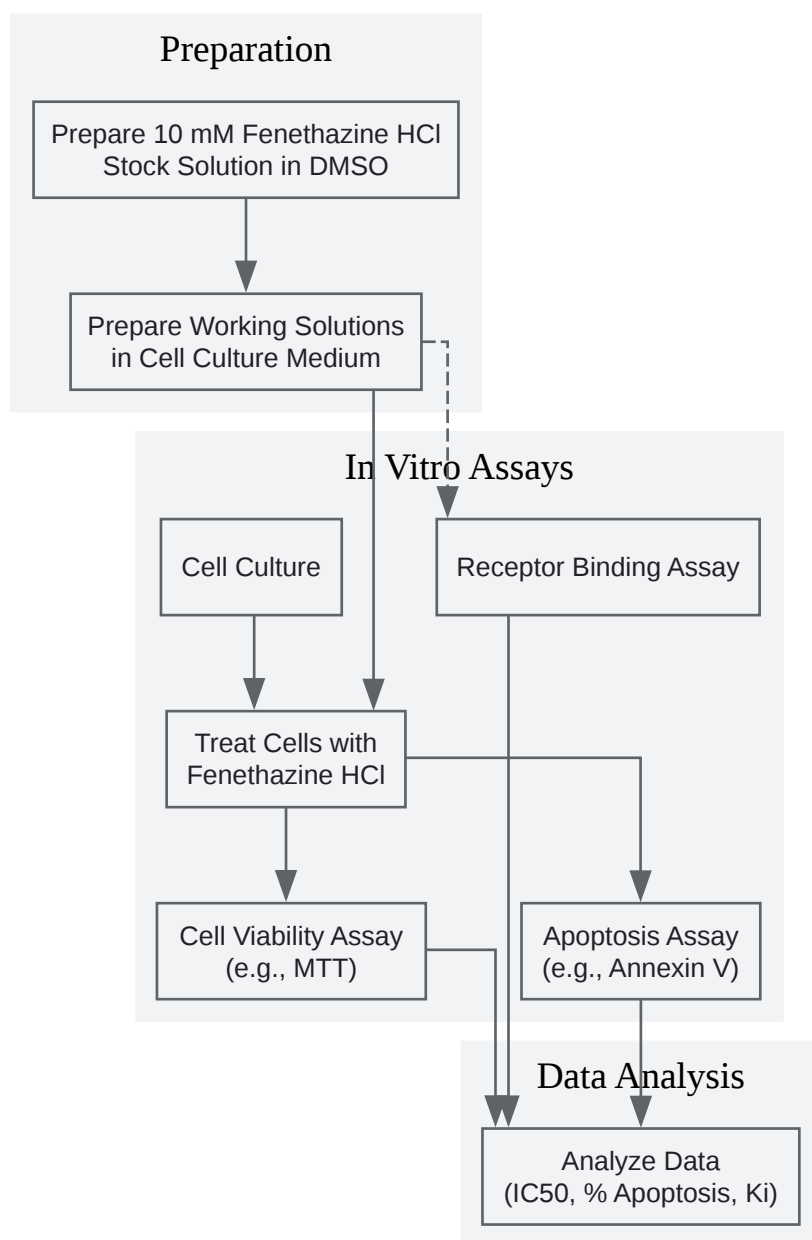 Preparation
Prepare 10 mM Fenethazine HCl
Stock Solution in DMSO
Prepare Working Solutions
in Cell Culture Medium
In Vitro Assays
Cell Culture
Receptor Binding Assay
Treat Cells with
Fenethazine HCl
Cell Viability Assay
(e.g., MTT)
Apoptosis Assay
(e.g., Annexin V)
Data Analysis
Analyze Data
(IC50, % Apoptosis, Ki)